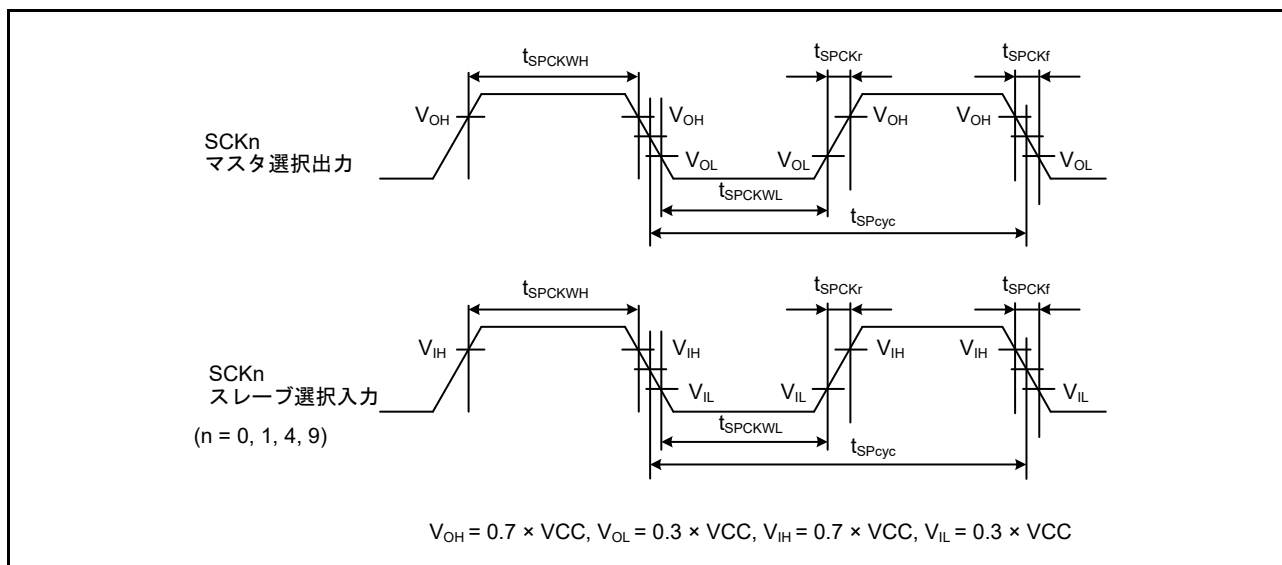 tSPCKWH
tSPCKr
tSPCKf
VOH
VOH
VOH
VOH
SCKn
マスタ選択出力
VOL
VOL
VOL
tSPCKWL
tSPcyc
tSPCKWH
tSPCKr
tSPCKf
VIH
VIH
VIH
VIH
SCKn
スレーブ選択入力
VIL
VIL
VIL
(n = 0, 1, 4, 9)
tSPCKWL
tSPcyc
VOH = 0.7 × VCC, VOL = 0.3 × VCC, VIH = 0.7 × VCC, VIL = 0.3 × VCC